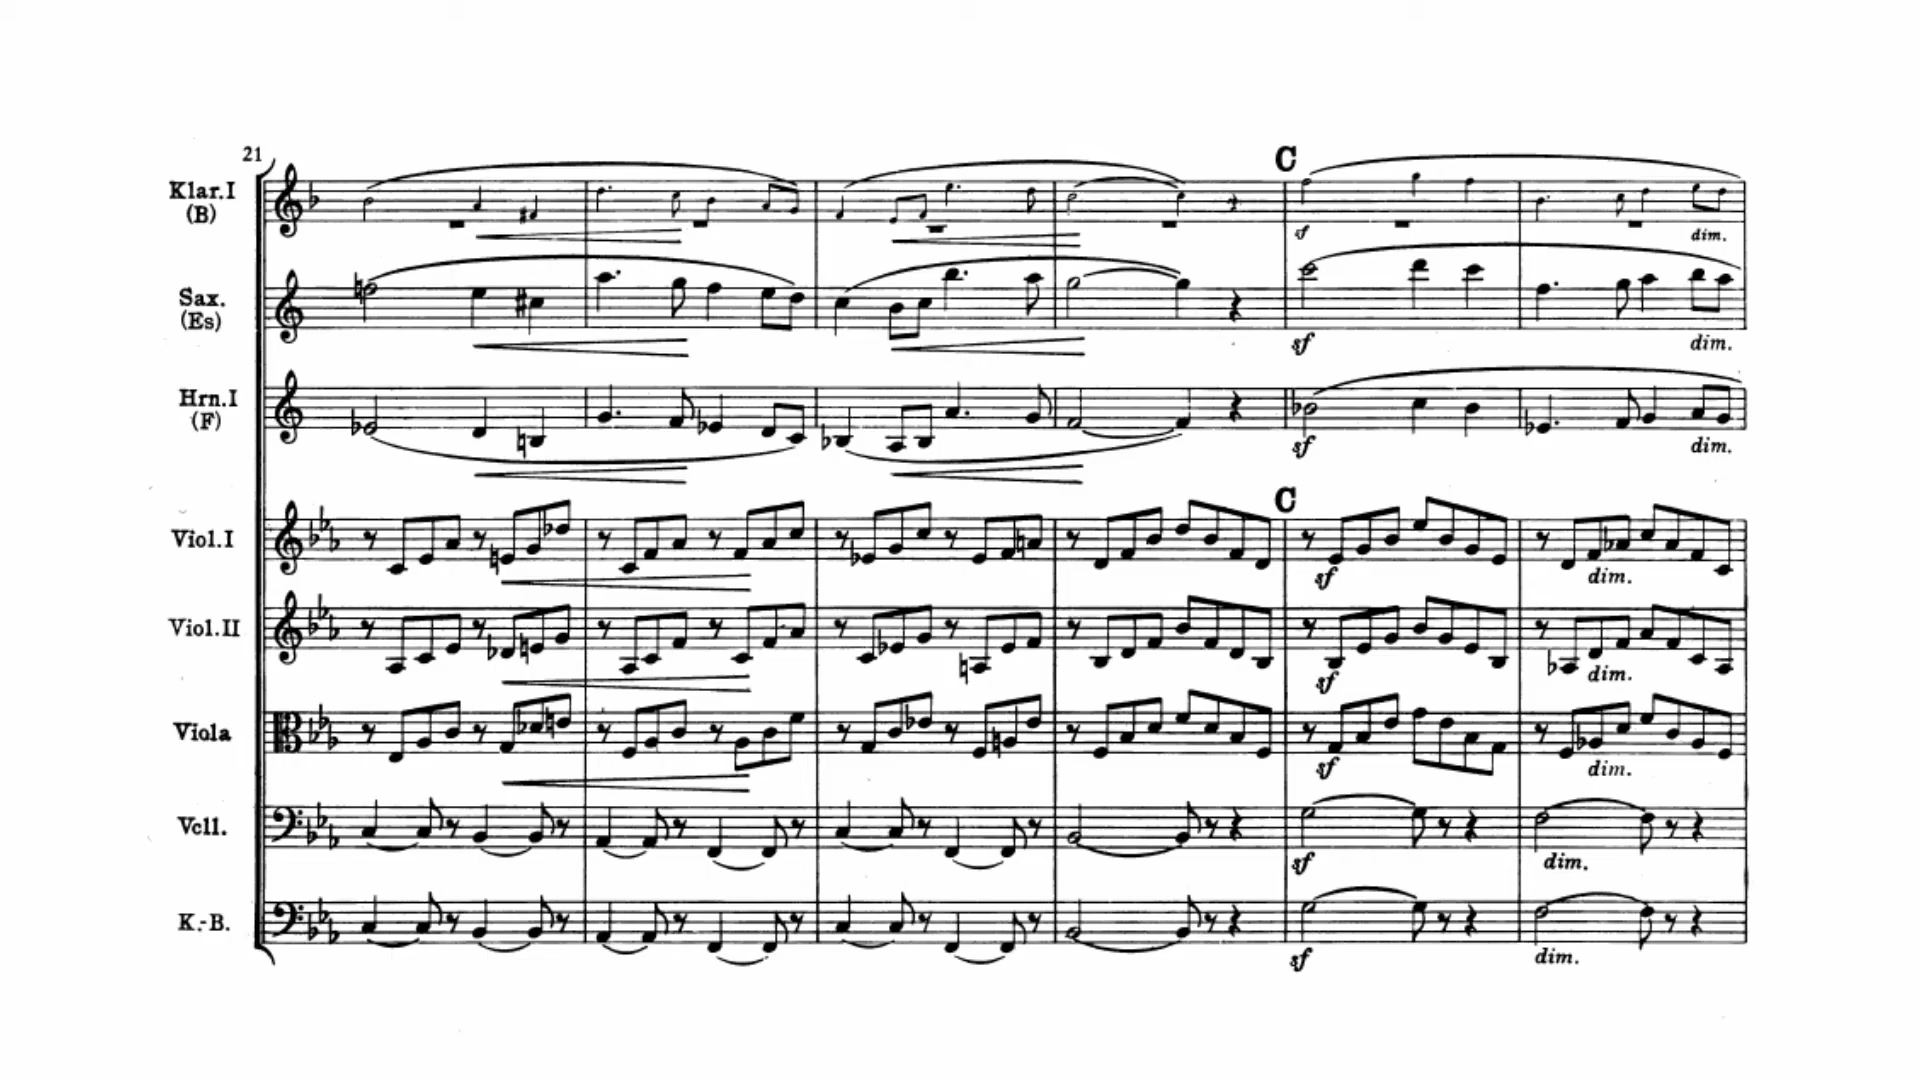 21
C
Klar.I
(B)
sf
dim.
Sax.
(Es)
sf
dim.
Hrn.I
(F)
sf
dim.
C
Viol.I
sf
dim.
Viol.II
sf
dim.
Viola
sf
dim.
Vcll.
sf
dim.
K.-B.
sf
dim.